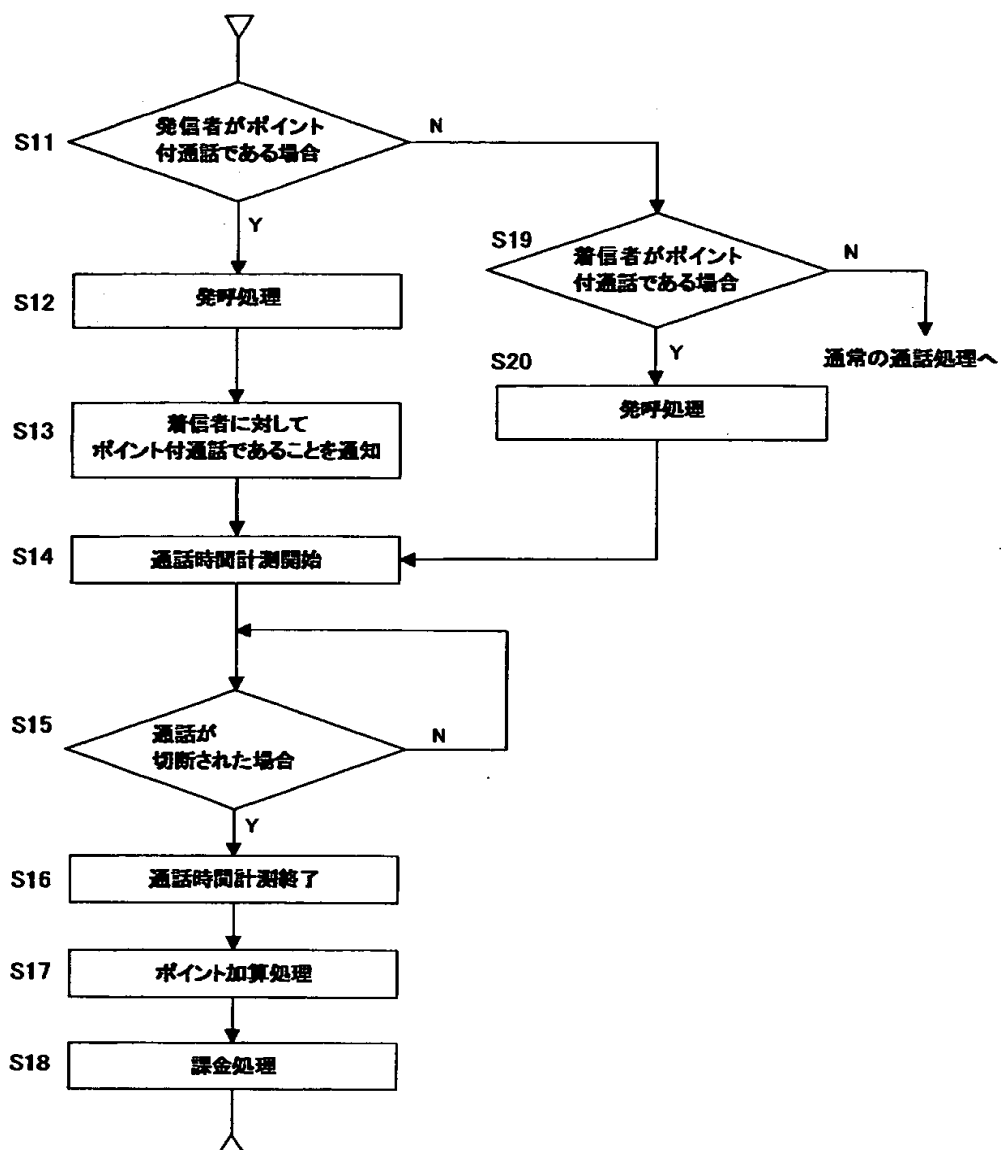 S11
発信者がポイント
付通話である場合
N
Y
S19
着信者がポイント
付通話である場合
N
Y
通常の通話処理へ
S12
発呼処理
S20
発呼処理
S13
着信者に対して
ポイント付通話であることを通知
S14
通話時間計測開始
S15
通話が
切断された場合
N
Y
S16
通話時間計測終了
S17
ポイント加算処理
S18
課金処理